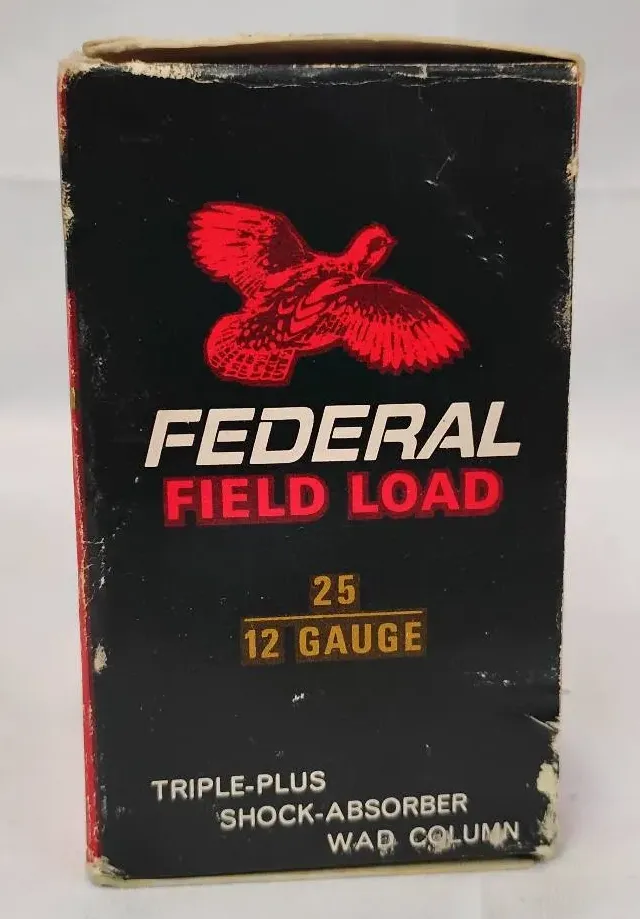 FEDERAL
FIELD LOAD
25
12 GAUGE
TRIPLE-PLUS
SHOCK-ABSORBER
WAD COLUMN